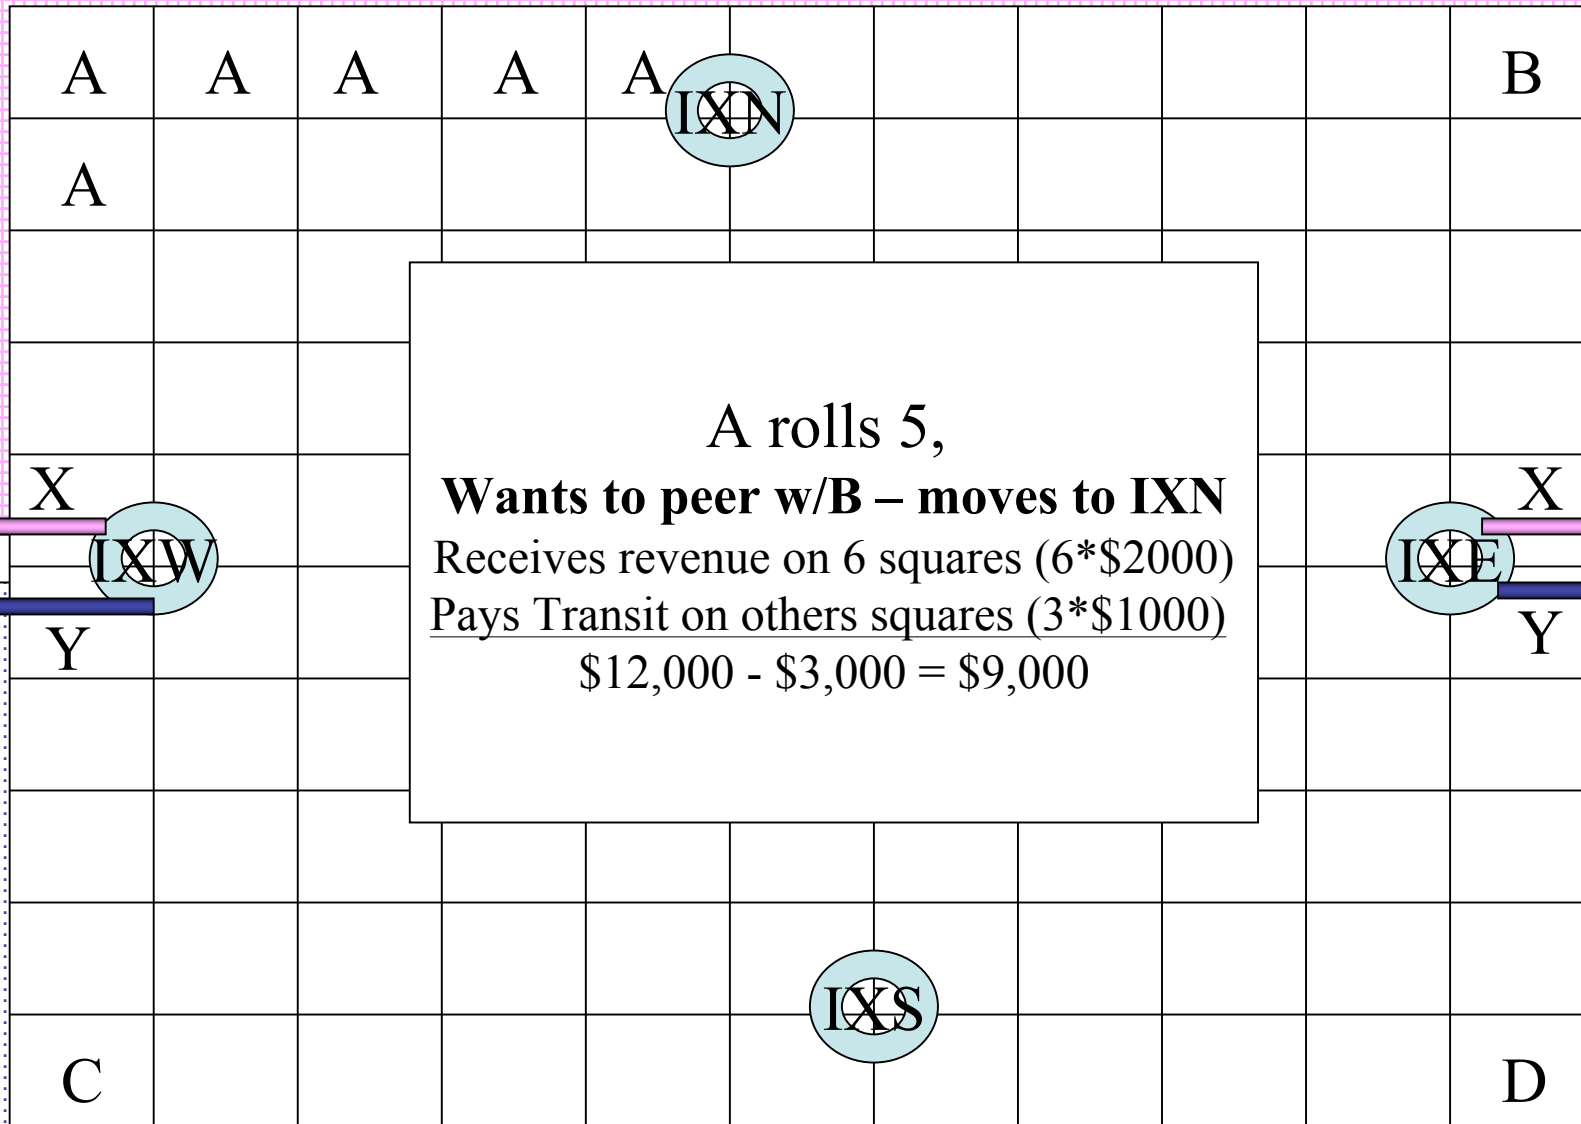 A A A A A B
IXN
A
A rolls 5,
Wants to peer w/B – moves to IXN
Receives revenue on 6 squares (6*$2000)
Pays Transit on others squares (3*$1000)
$12,000 - $3,000 = $9,000
X
IXW
Y
X
IXE
Y
IXS
C D